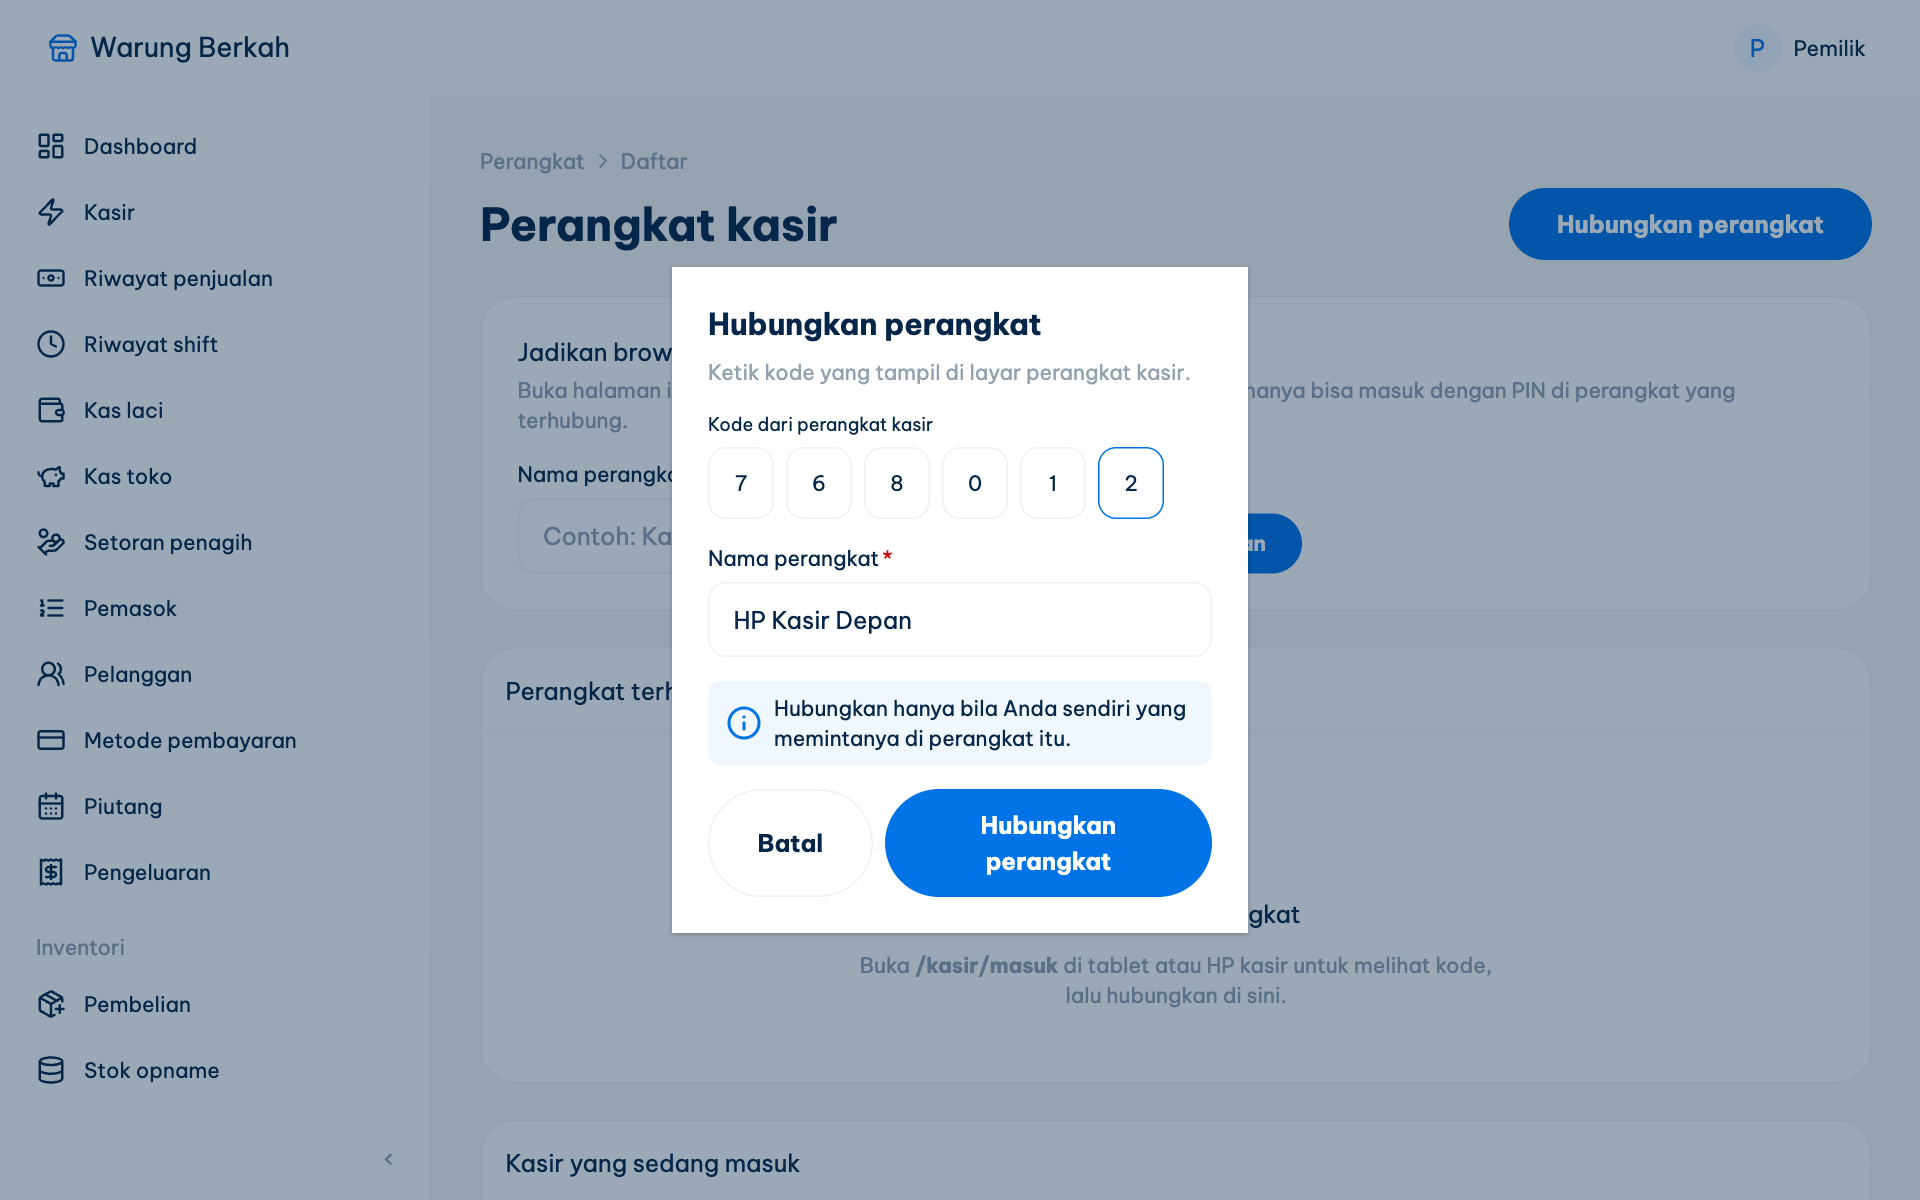 Warung Berkah
P Pemilik
Dashboard
Kasir
Riwayat penjualan
Riwayat shift
Kas laci
Kas toko
Setoran penagih
Pemasok
Pelanggan
Metode pembayaran
Piutang
Pengeluaran
Inventori
Pembelian
Stok opname
Perangkat > Daftar
Perangkat kasir
Hubungkan perangkat
Jadikan
Buka halaman hanya bisa masuk dengan PIN di perangkat yang
terhubung.
Nama
Contoh:
Perangkat
Hubungkan perangkat
Ketik kode yang tampil di layar perangkat kasir.
Kode dari perangkat kasir
7 6 8 0 1 2
Nama perangkat*
HP Kasir Depan
Hubungkan hanya bila Anda sendiri yang
memintanya di perangkat itu.
Batal
Hubungkan
perangkat
Buka /kasir/masuk di tablet atau HP kasir untuk melihat kode,
lalu hubungkan di sini.
Kasir yang sedang masuk